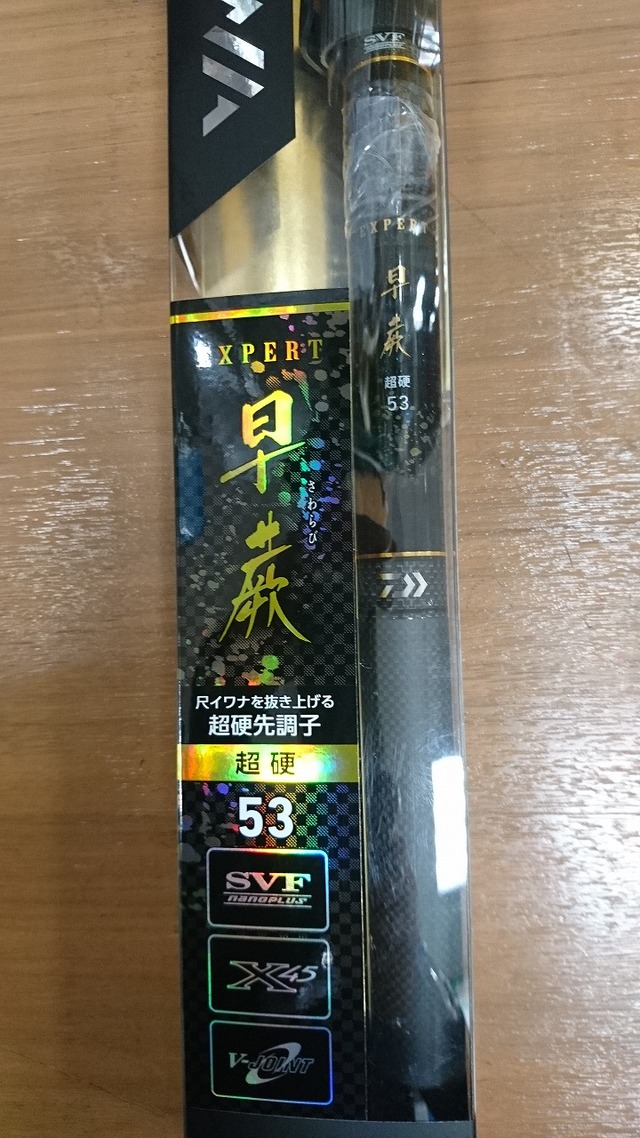 SVF
EXPERT
早蕨
超硬
53
EXPERT
早蕨
さわらび
尺イワナを抜き上げる
超硬先調子
超硬
53
SVF
nanoPLUS
X45
V-JOINT